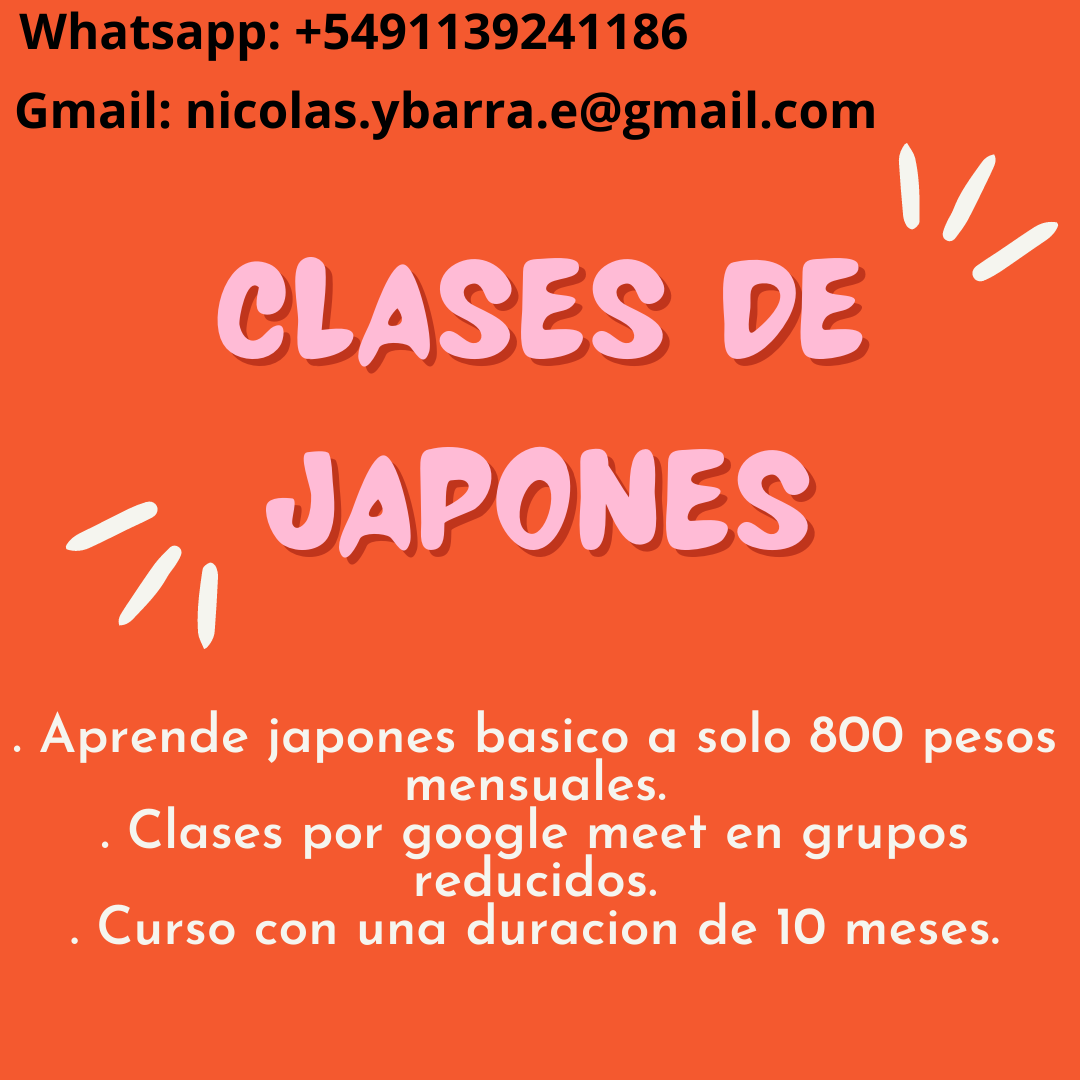 Whatsapp: +5491139241186
Gmail: nicolas.ybarra.e@gmail.com
CLASES DE
JAPONES
. Aprende japones basico a solo 800 pesos
mensuales.
. Clases por google meet en grupos
reducidos.
. Curso con una duracion de 10 meses.